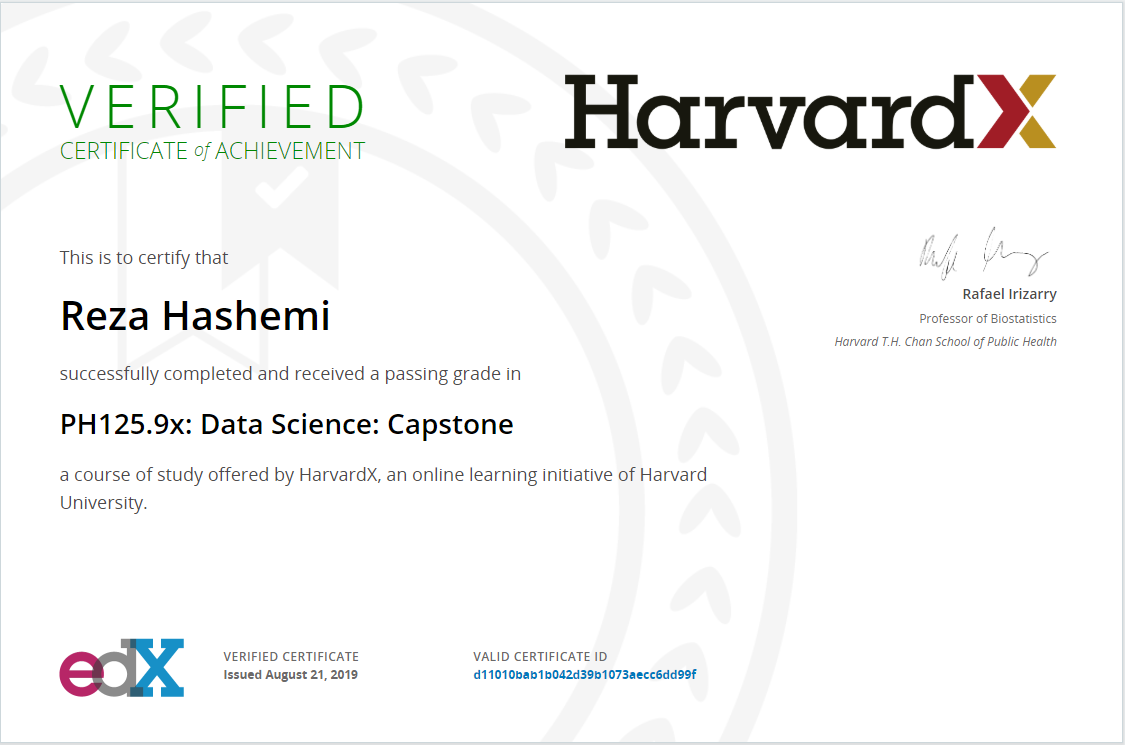 VERIFIED
CERTIFICATE of ACHIEVEMENT
HarvardX
This is to certify that
Reza Hashemi
successfully completed and received a passing grade in
PH125.9x: Data Science: Capstone
a course of study offered by HarvardX, an online learning initiative of Harvard
University.
Rafael Irizarry
Professor of Biostatistics
Harvard T.H. Chan School of Public Health
edX
VERIFIED CERTIFICATE
Issued August 21, 2019
VALID CERTIFICATE ID
d11010bab1b042d39b1073aecc6dd99f